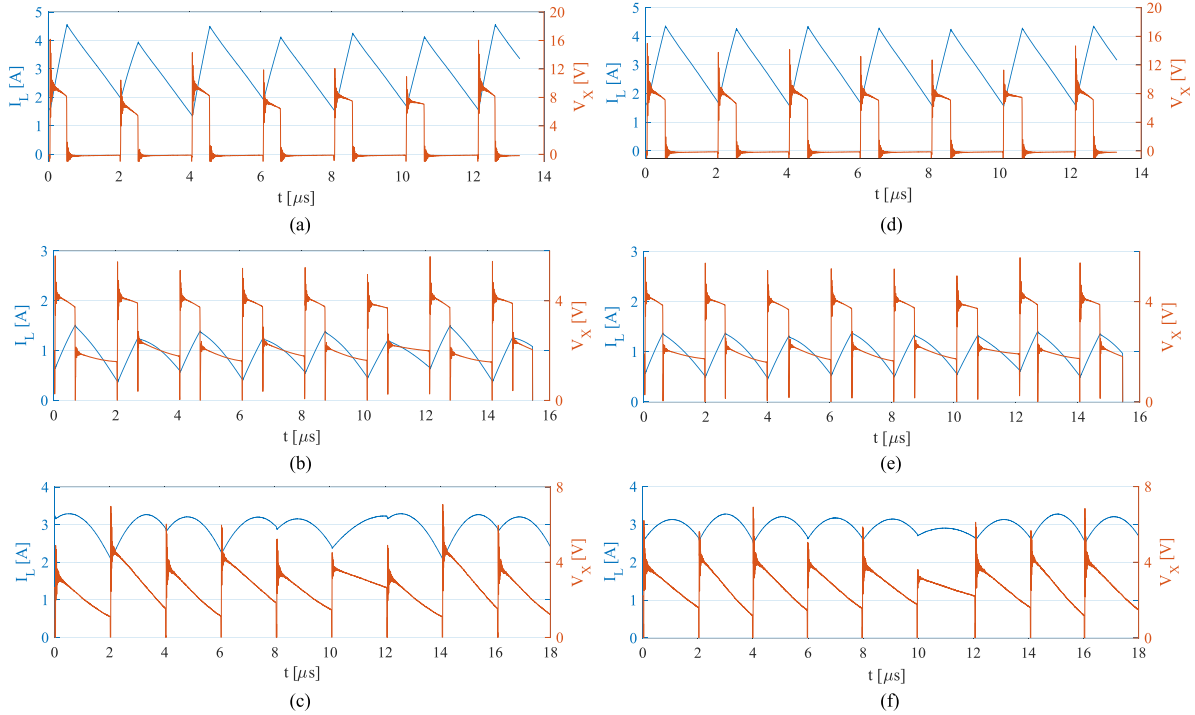 5
4
3
2
1
0
I_L [A]
20
16
12
8
4
0
V_X [V]
0 2 4 6 8 10 12 14
t [μs]
(a)
5
4
3
2
1
0
I_L [A]
20
16
12
8
4
0
V_X [V]
0 2 4 6 8 10 12 14
t [μs]
(d)
3
2
1
0
I_L [A]
4
0
V_X [V]
0 2 4 6 8 10 12 14 16
t [μs]
(b)
3
2
1
0
I_L [A]
4
0
V_X [V]
0 2 4 6 8 10 12 14 16
t [μs]
(e)
4
3
2
1
0
I_L [A]
8
4
0
V_X [V]
0 2 4 6 8 10 12 14 16 18
t [μs]
(c)
4
3
2
1
0
I_L [A]
8
4
0
V_X [V]
0 2 4 6 8 10 12 14 16 18
t [μs]
(f)